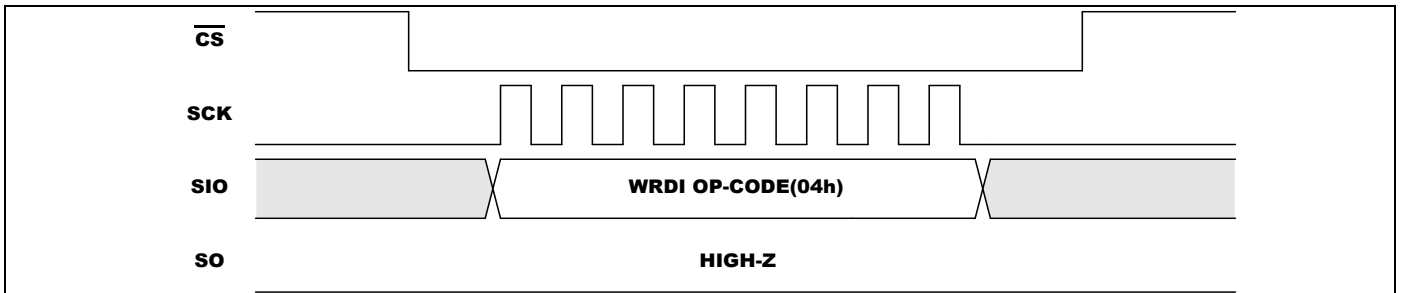 CS
SCK
SIO
WRDI OP-CODE(04h)
SO
HIGH-Z